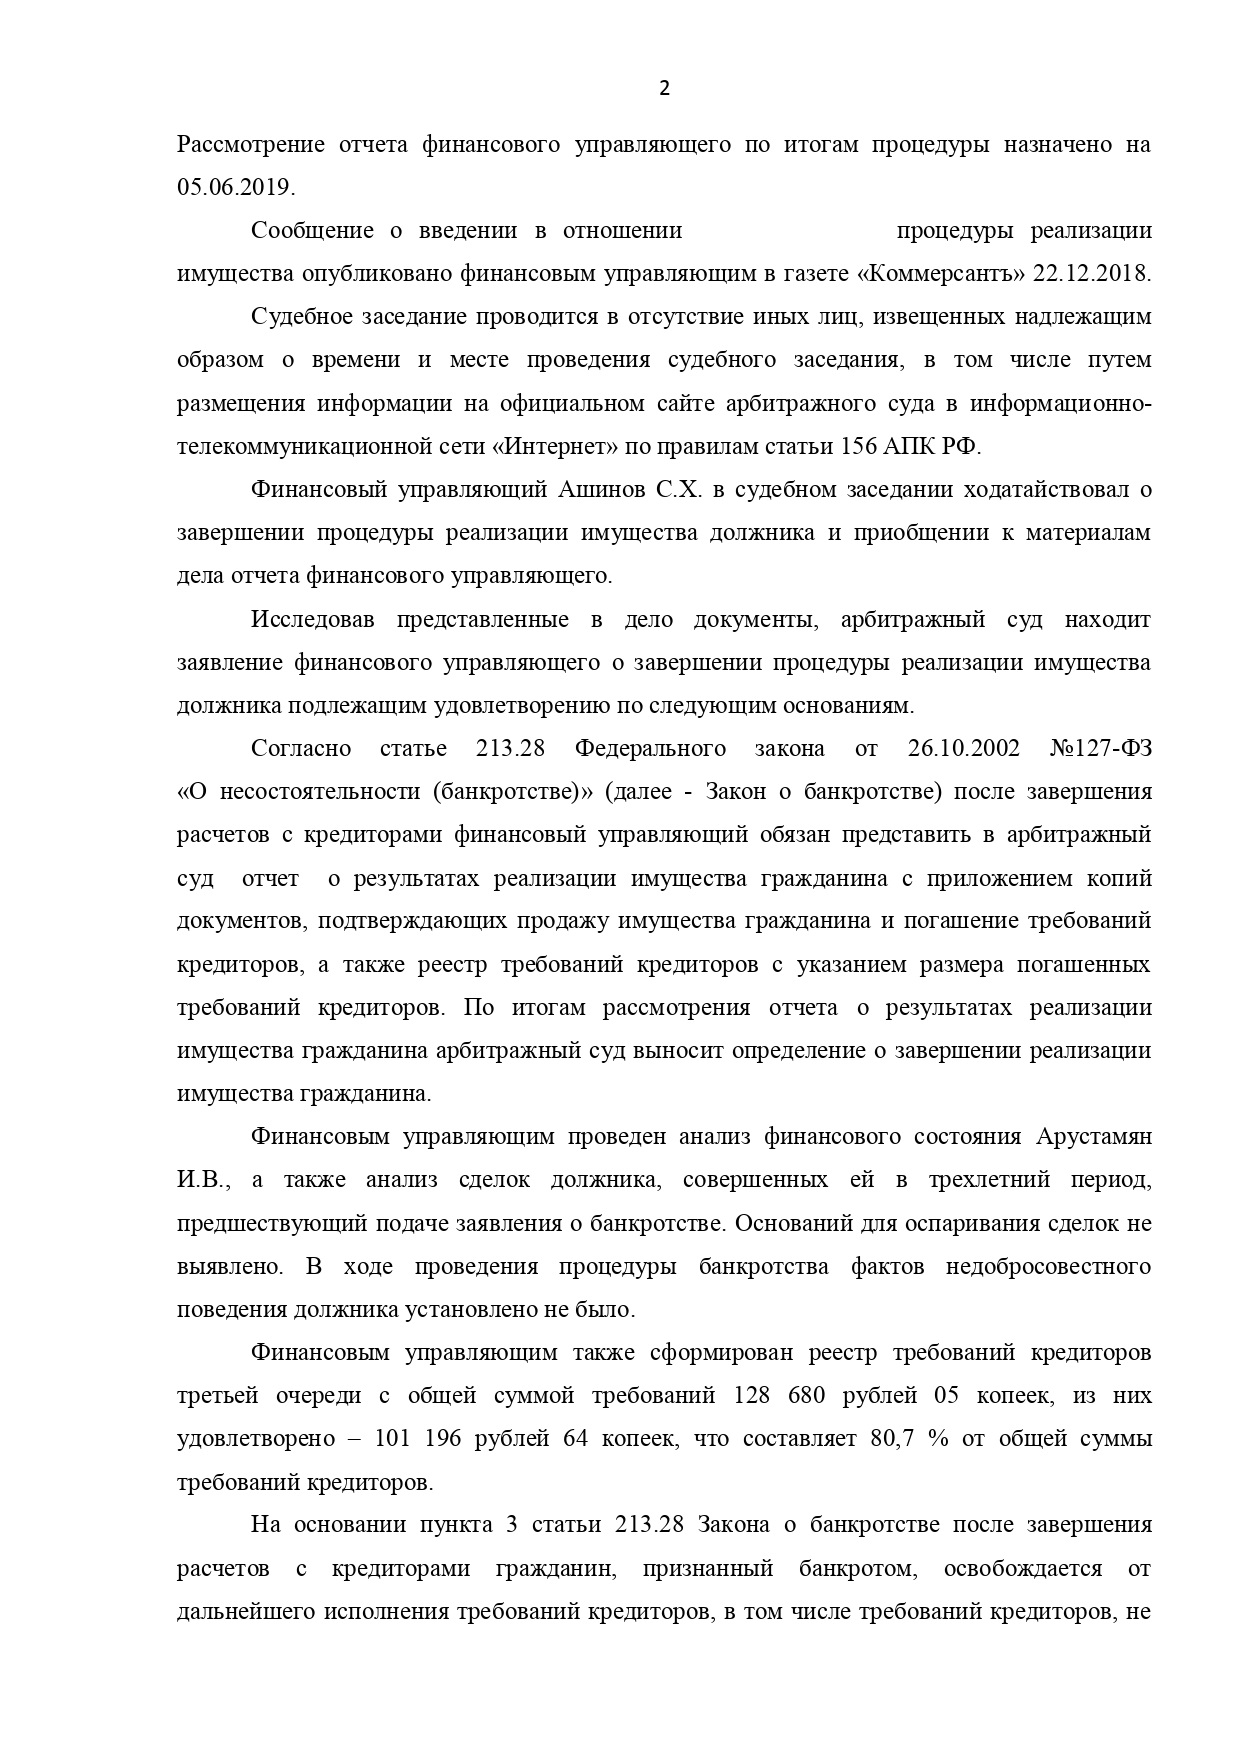 2
Рассмотрение отчета финансового управляющего по итогам процедуры назначено на
05.06.2019.
Сообщение о введении в отношении процедуры реализации
имущества опубликовано финансовым управляющим в газете «Коммерсантъ» 22.12.2018.
Судебное заседание проводится в отсутствие иных лиц, извещенных надлежащим
образом о времени и месте проведения судебного заседания, в том числе путем
размещения информации на официальном сайте арбитражного суда в информационно-
телекоммуникационной сети «Интернет» по правилам статьи 156 АПК РФ.
Финансовый управляющий Ашинов С.Х. в судебном заседании ходатайствовал о
завершении процедуры реализации имущества должника и приобщении к материалам
дела отчета финансового управляющего.
Исследовав представленные в дело документы, арбитражный суд находит
заявление финансового управляющего о завершении процедуры реализации имущества
должника подлежащим удовлетворению по следующим основаниям.
Согласно статье 213.28 Федерального закона от 26.10.2002 №127-ФЗ
«О несостоятельности (банкротстве)» (далее - Закон о банкротстве) после завершения
расчетов с кредиторами финансовый управляющий обязан представить в арбитражный
суд отчет о результатах реализации имущества гражданина с приложением копий
документов, подтверждающих продажу имущества гражданина и погашение требований
кредиторов, а также реестр требований кредиторов с указанием размера погашенных
требований кредиторов. По итогам рассмотрения отчета о результатах реализации
имущества гражданина арбитражный суд выносит определение о завершении реализации
имущества гражданина.
Финансовым управляющим проведен анализ финансового состояния Арустамян
И.В., а также анализ сделок должника, совершенных ей в трехлетний период,
предшествующий подаче заявления о банкротстве. Оснований для оспаривания сделок не
выявлено. В ходе проведения процедуры банкротства фактов недобросовестного
поведения должника установлено не было.
Финансовым управляющим также сформирован реестр требований кредиторов
третьей очереди с общей суммой требований 128 680 рублей 05 копеек, из них
удовлетворено – 101 196 рублей 64 копеек, что составляет 80,7 % от общей суммы
требований кредиторов.
На основании пункта 3 статьи 213.28 Закона о банкротстве после завершения
расчетов с кредиторами гражданин, признанный банкротом, освобождается от
дальнейшего исполнения требований кредиторов, в том числе требований кредиторов, не